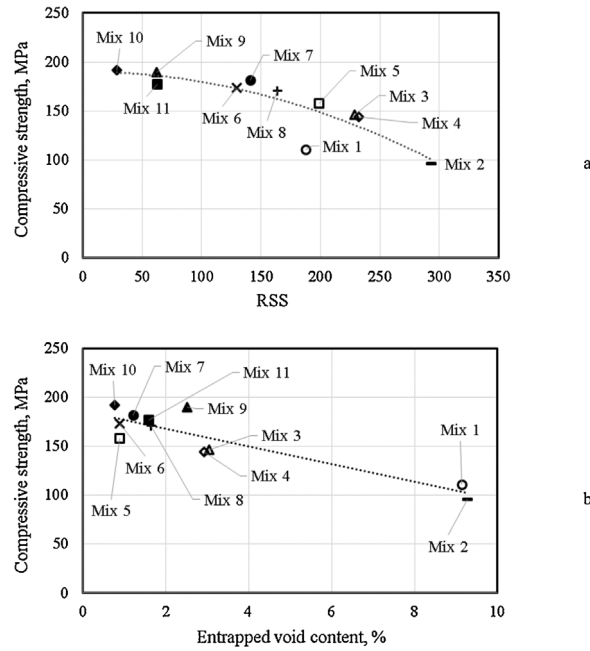 250
Mix 10
Mix 9
Mix 7
200
Mix 5
Mix 3
150
Mix 11
Mix 6
Mix 8
Mix 4
100
Mix 1
Mix 2
50
0
0 50 100 150 200 250 300 350
Compressive strength, MPa
RSS
a
250
Mix 10
Mix 7
Mix 11
200
Mix 9
Mix 3
Mix 1
150
Mix 6
Mix 4
100
Mix 5
Mix 8
Mix 2
50
0
0 2 4 6 8 10
Compressive strength, MPa
Entrapped void content, %
b